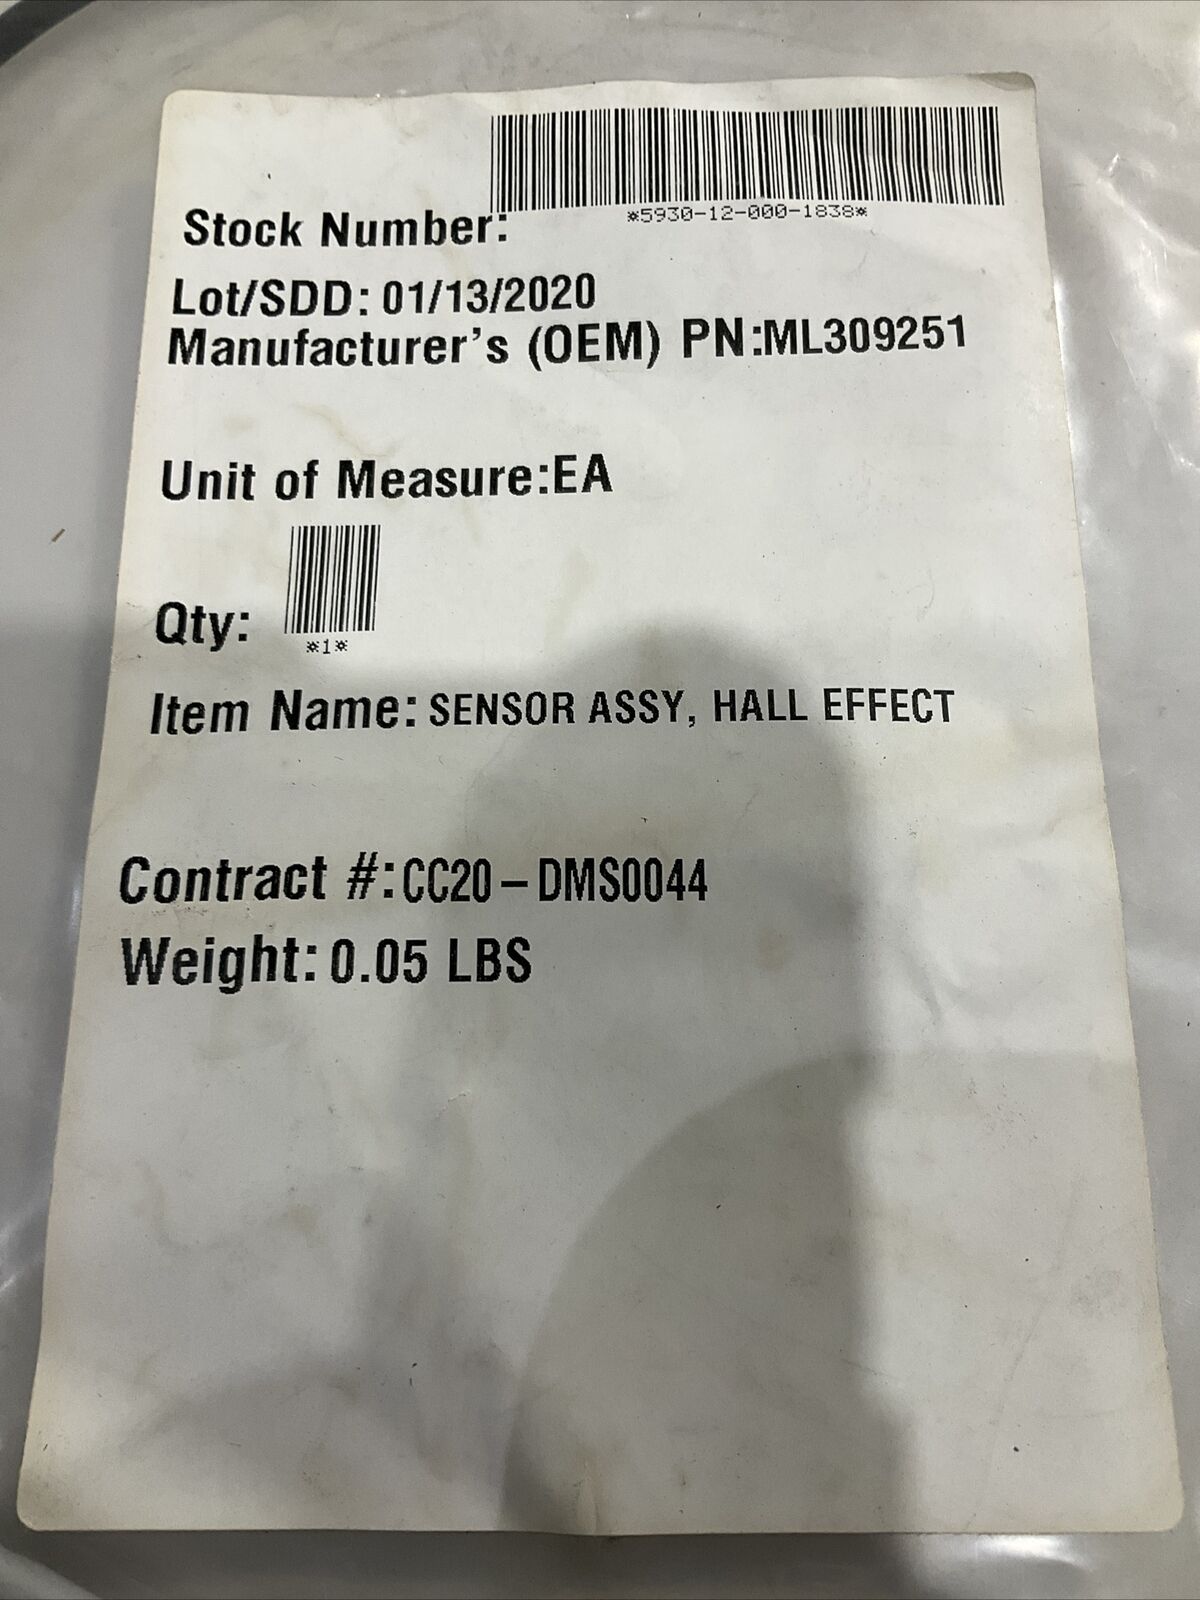 *5930-12-000-1838*
Stock Number:
Lot/SDD: 01/13/2020
Manufacturer's (OEM) PN:ML309251
Unit of Measure:EA
Qty:
*1*
Item Name: SENSOR ASSY, HALL EFFECT
Contract #:CC20–DMS0044
Weight: 0.05 LBS